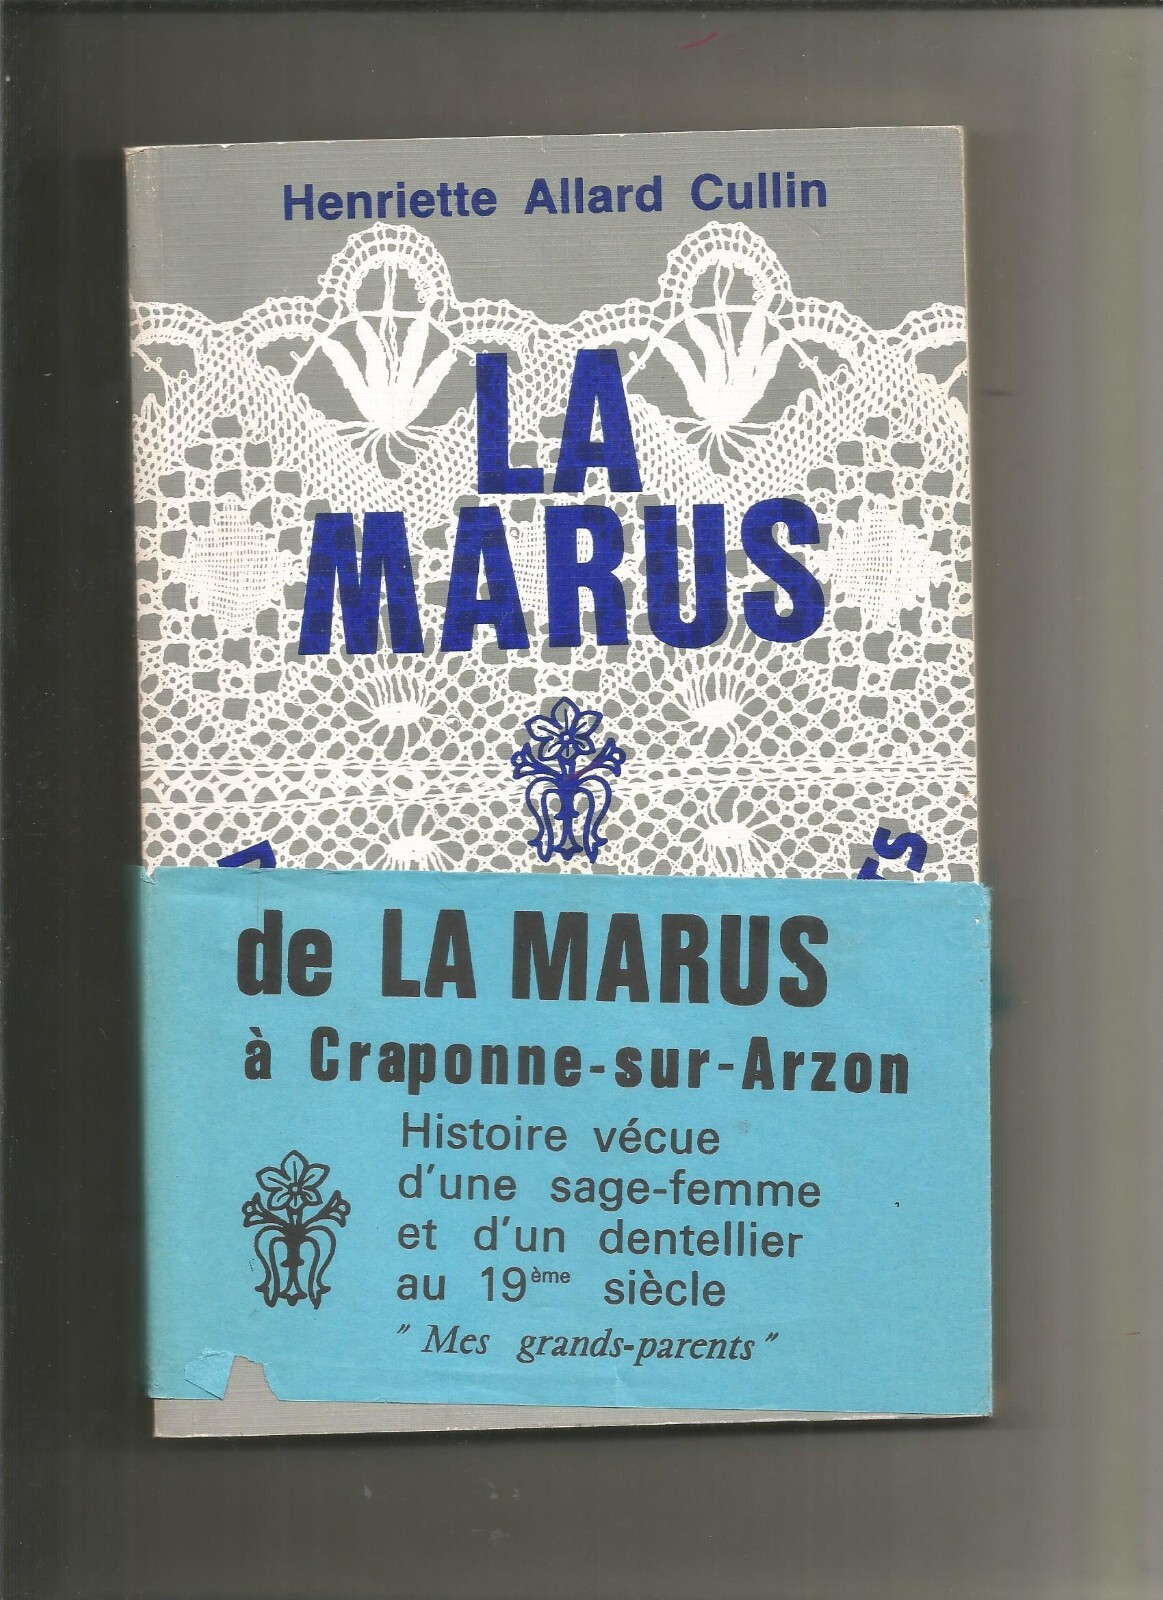 Henriette Allard Cullin
LA
MARUS
de LA MARUS
à Craponne-sur-Arzon
Histoire vécue
d'une sage-femme
et d'un dentellier
au 19ème siècle
" Mes grands-parents "